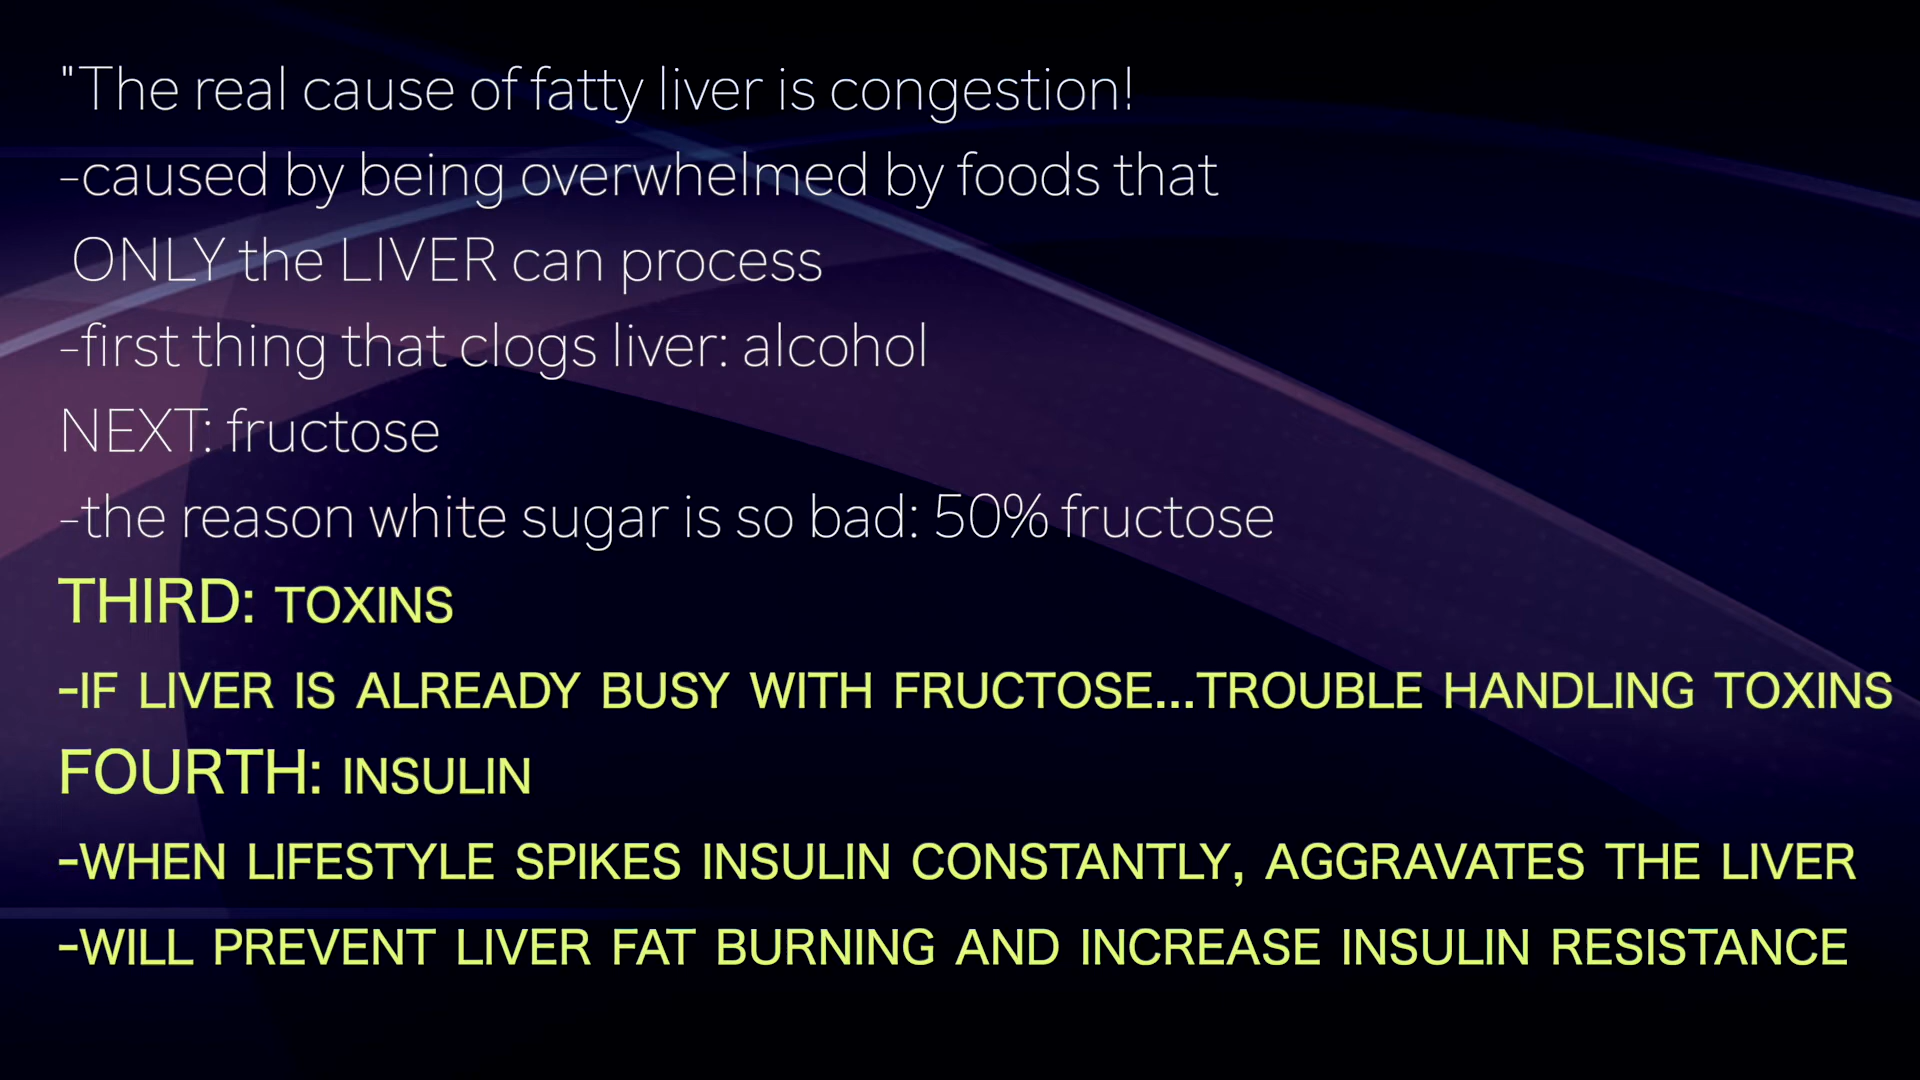 "The real cause of fatty liver is congestion!
-caused by being overwhelmed by foods that
ONLY the LIVER can process
-first thing that clogs liver: alcohol
NEXT: fructose
-the reason white sugar is so bad: 50% fructose
THIRD: TOXINS
-IF LIVER IS ALREADY BUSY WITH FRUCTOSE...TROUBLE HANDLING TOXINS
FOURTH: INSULIN
-WHEN LIFESTYLE SPIKES INSULIN CONSTANTLY, AGGRAVATES THE LIVER
-WILL PREVENT LIVER FAT BURNING AND INCREASE INSULIN RESISTANCE